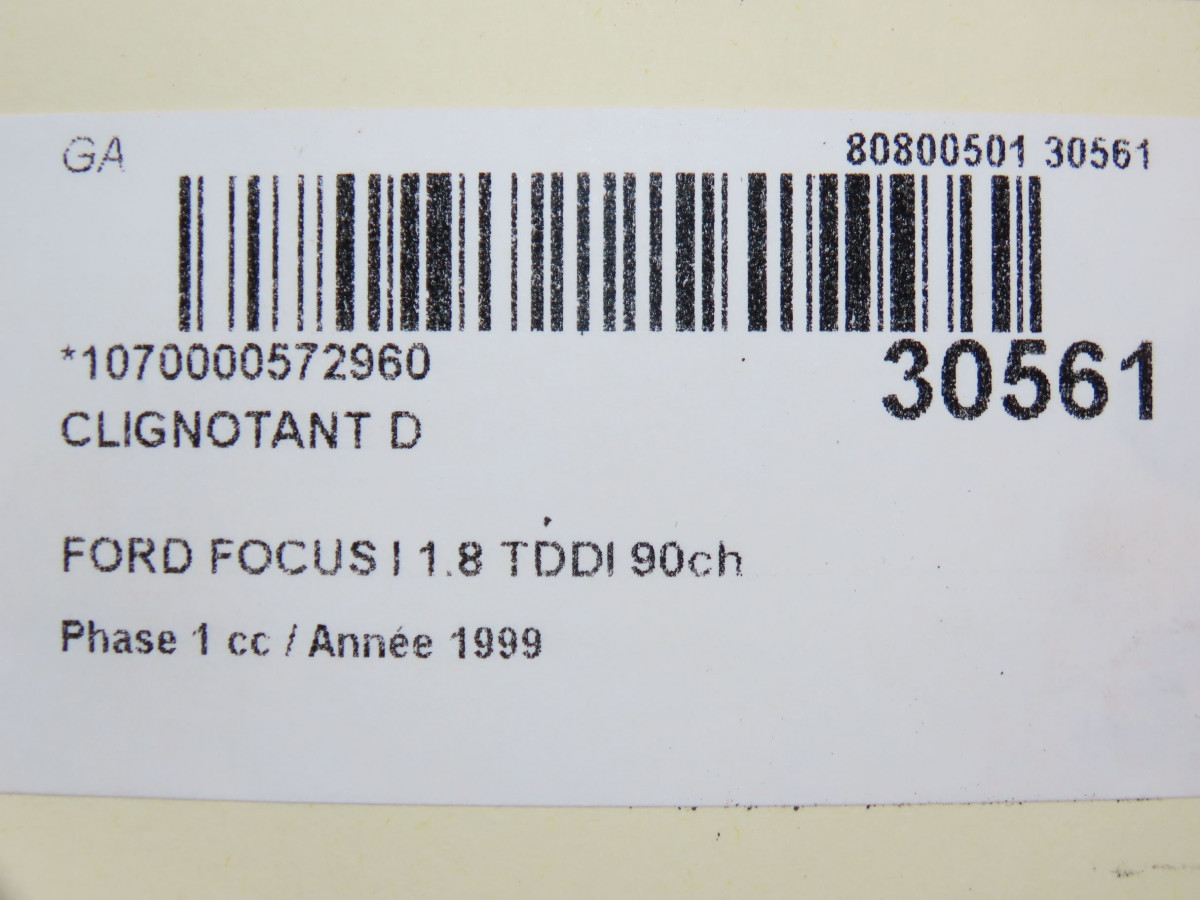 GA 80800501 30561
*1070000572960 30561
CLIGNOTANT D
FORD FOCUS I 1.8 TDDI 90ch
Phase 1 cc / Année 1999